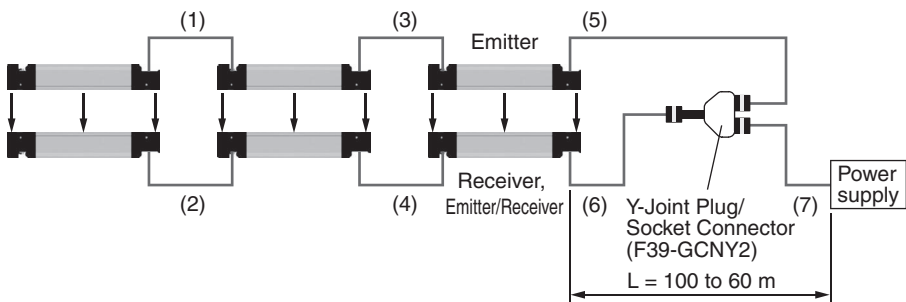 (1)
(3)
Emitter
(5)
(2)
(4)
Receiver,
Emitter/Receiver
(6)
Y-Joint Plug/
Socket Connector
(F39-GCNY2)
(7)
Power
supply
L = 100 to 60 m